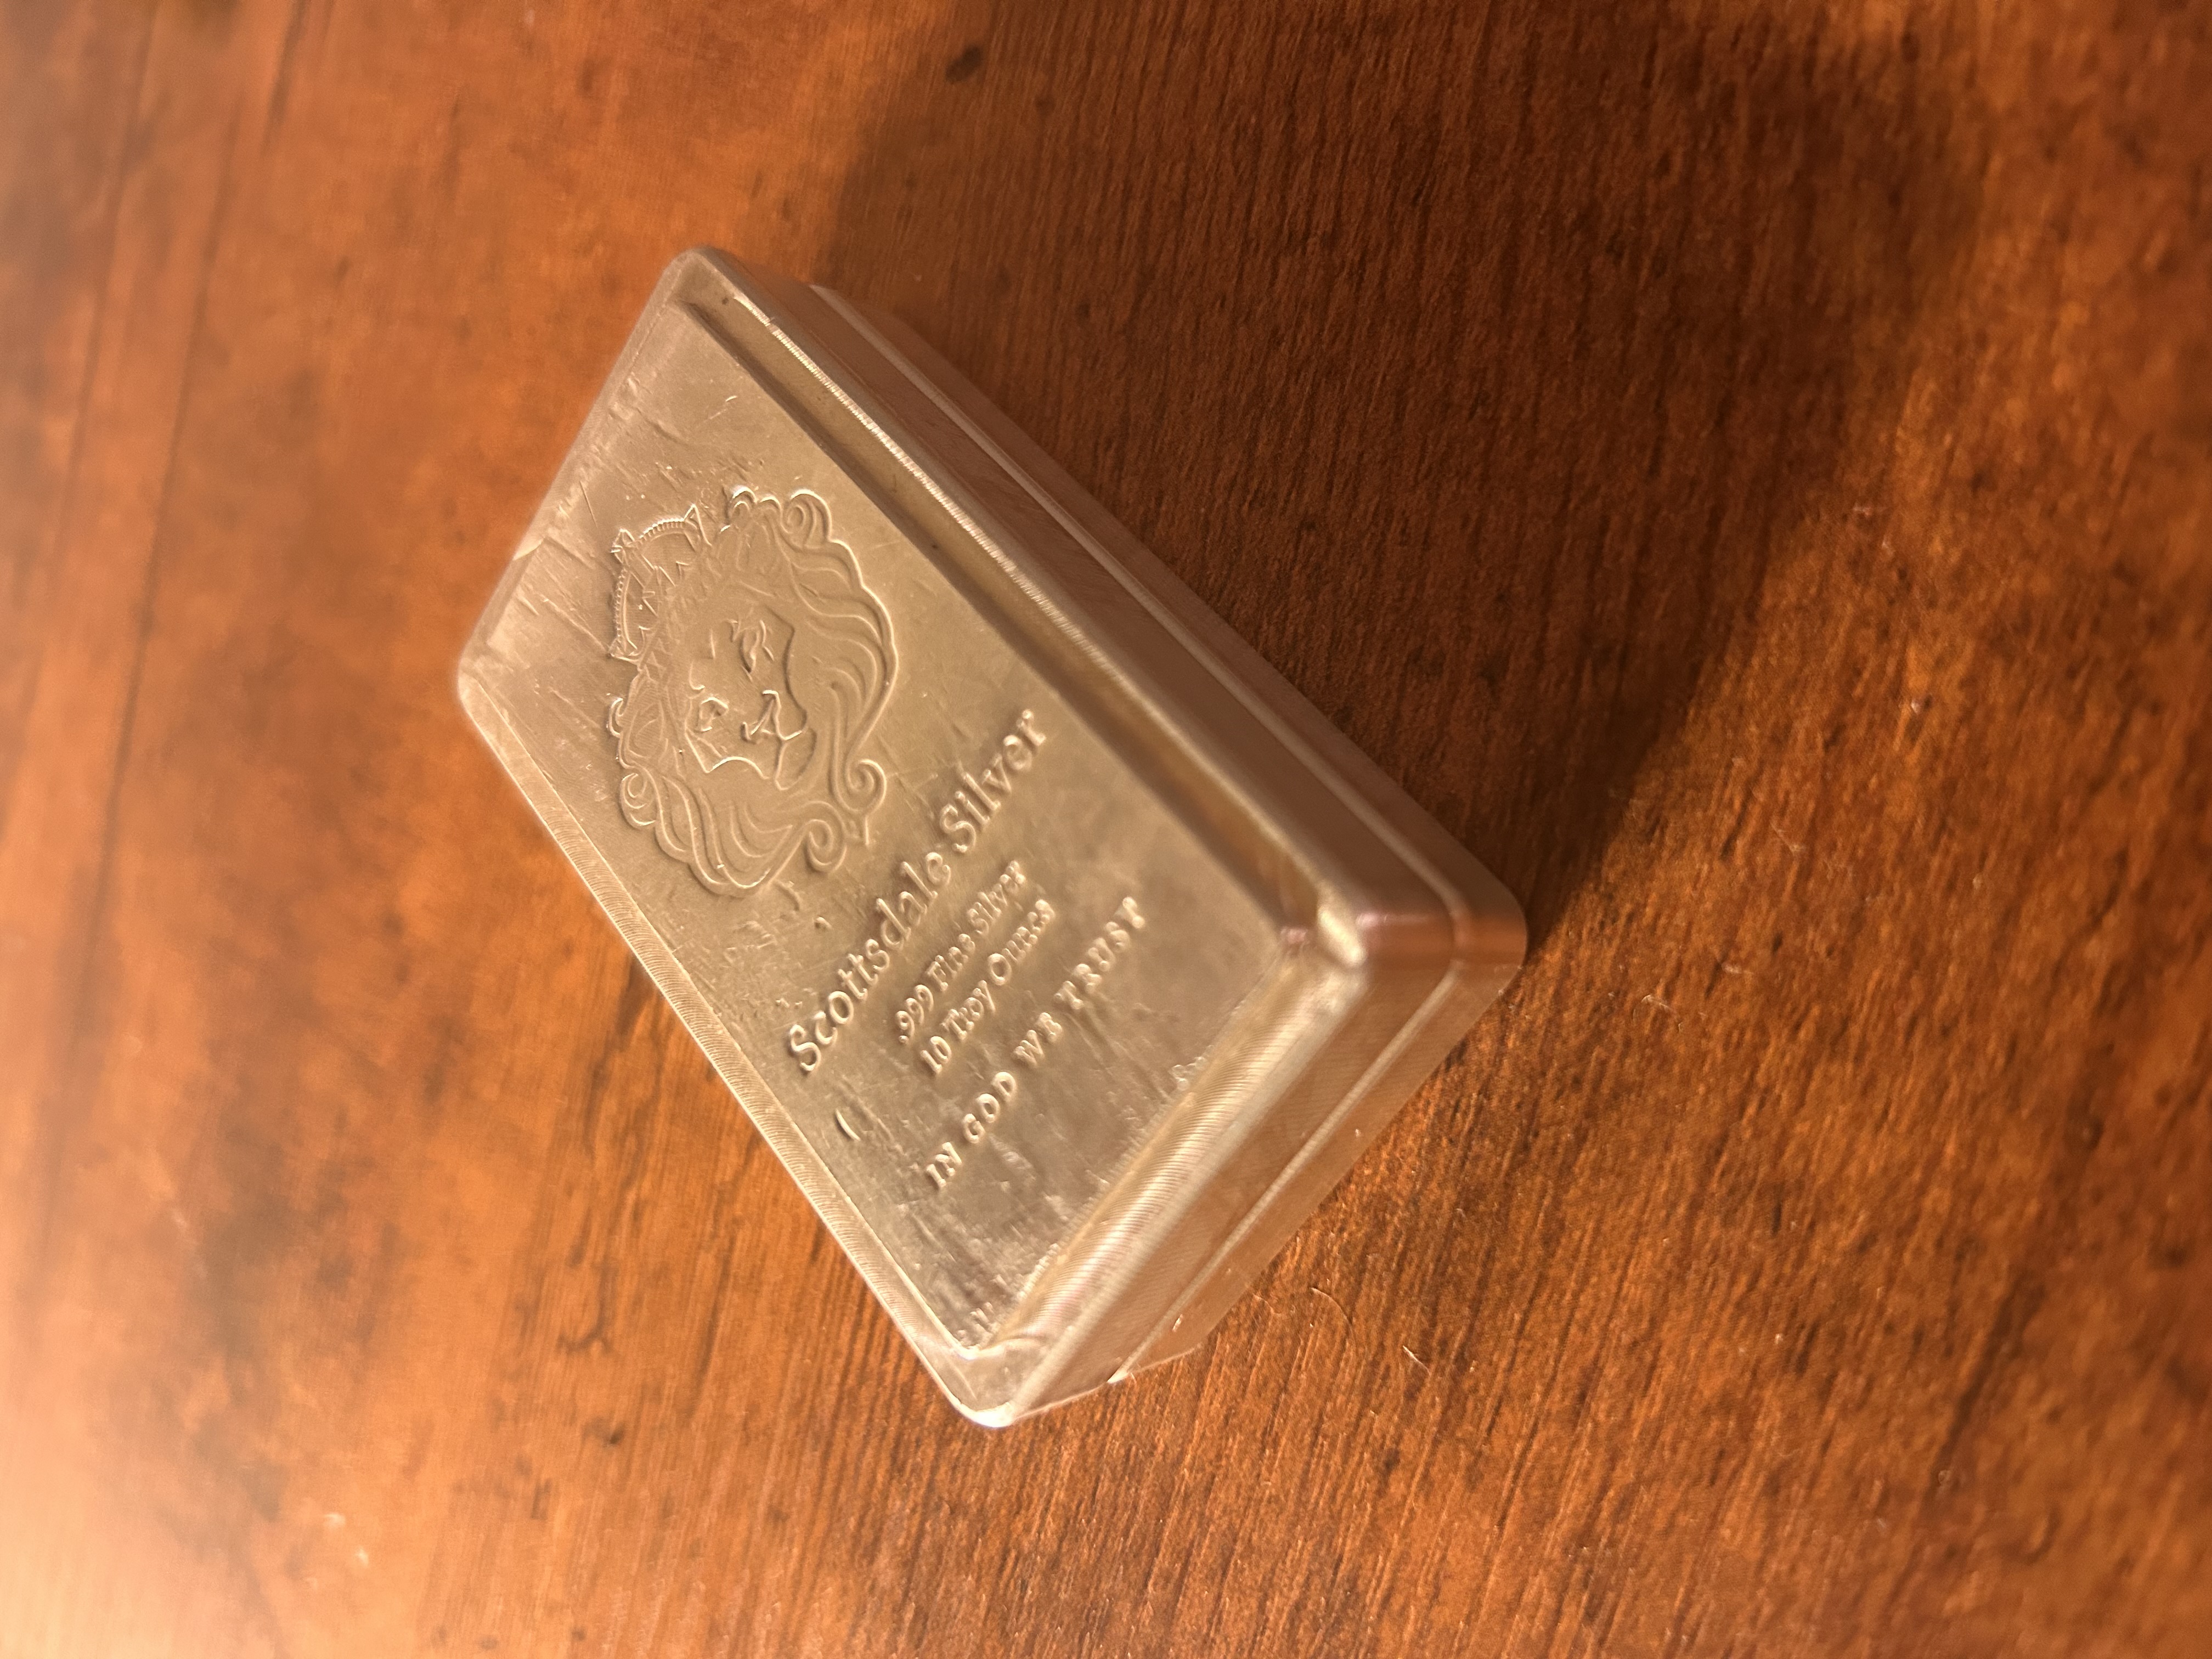 Scottsdale Silver
.999 Fine Silver
10 Troy Ounces
IN GOD WE TRUST